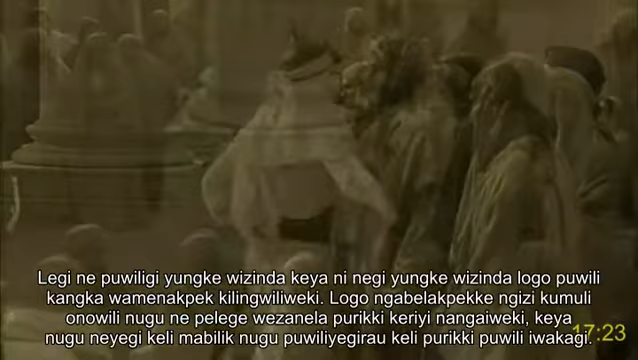 Legi ne puwiligi yungke wizinda keya ni negi yungke wizinda logo puwili
kangka wamenakpek kilingwiliweki. Logo ngabelakpekke ngizi kumuli
onowili nugu ne pelege wezanela purikki keriyi nangaiweki, keya
nugu neyegi keli mabilik nugu puwiliyegirau keli purikki puwili iwakagi.
17:23